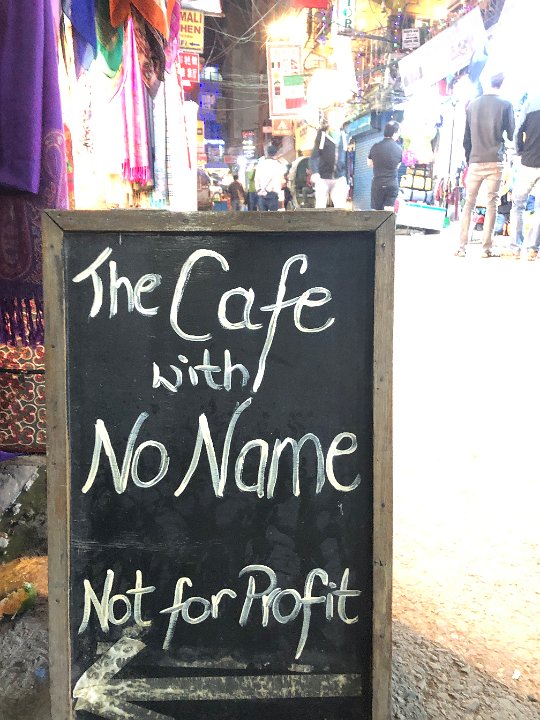 The Cafe
with
No Name
Not for Profit